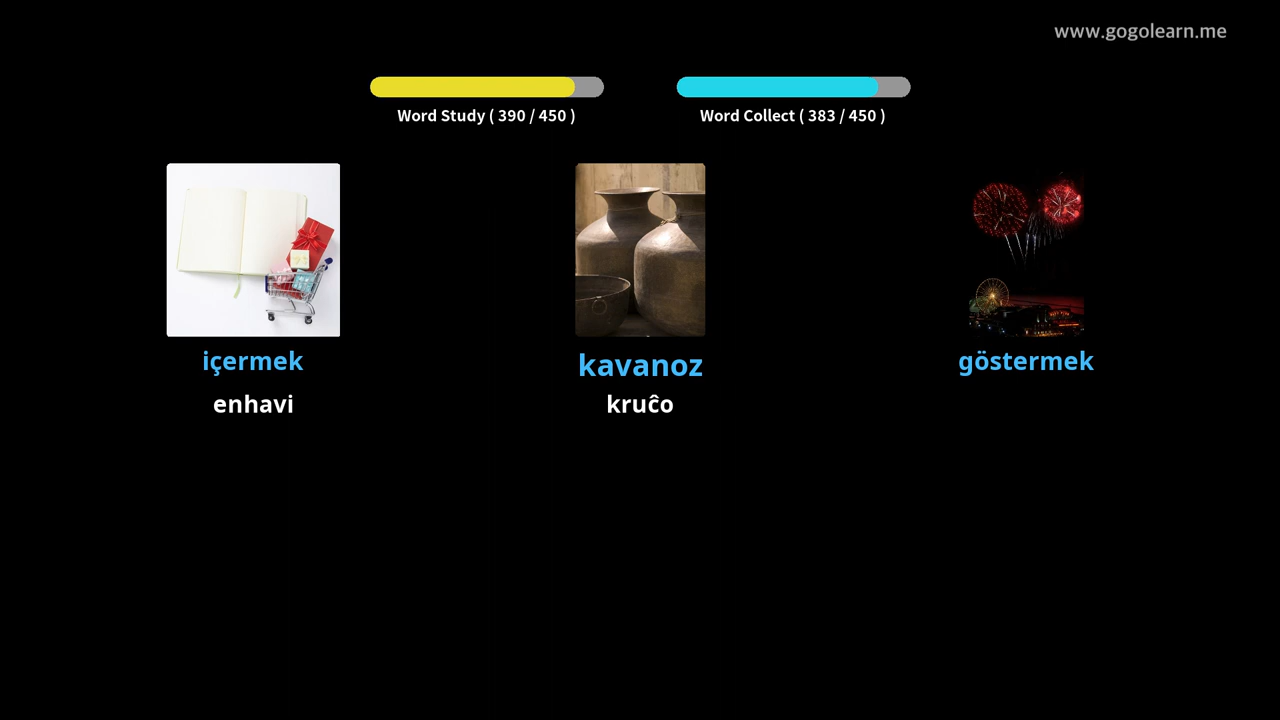 www.gogolearn.me
Word Study ( 390 / 450 )
Word Collect ( 383 / 450 )
içermek
kavanoz
göstermek
enhavi
kruĉo